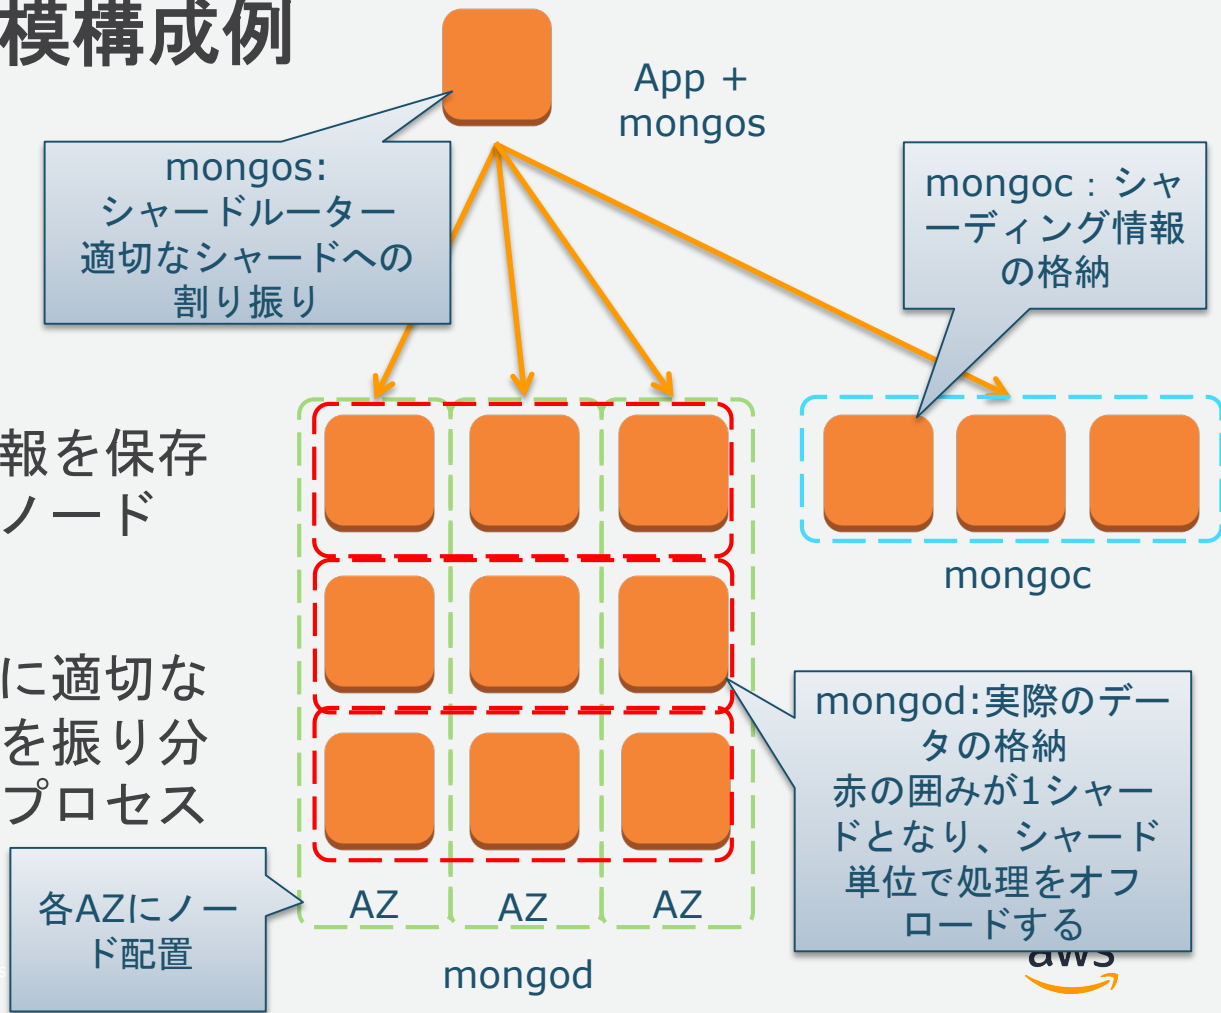 模構成例
App +
mongos
mongos:
シャードルーター
適切なシャードへの
割り振り
mongoc：シャ
ーディング情報
の格納
報を保存
ノード
mongoc
に適切な
を振り分
プロセス
mongod:実際のデー
タの格納
赤の囲みが1シャー
ドとなり、シャード
単位で処理をオフ
ロードする
各AZにノー
ド配置
AZ
AZ
AZ
mongod
aws